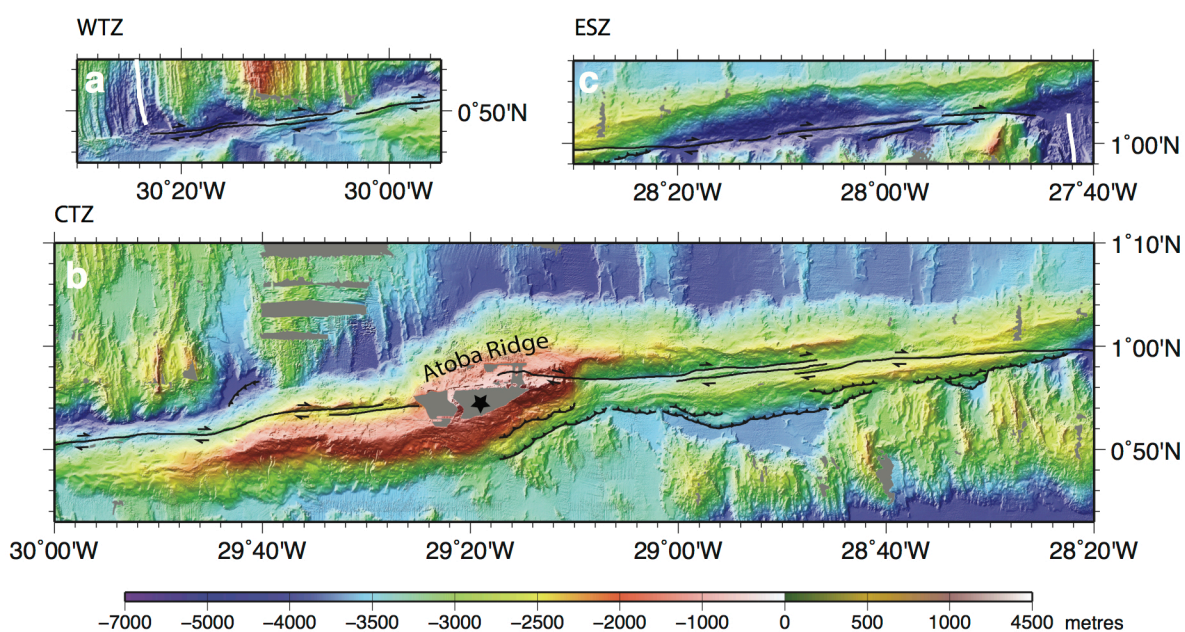 WTZ
ESZ
a
c
0°50'N
1°00'N
30°20'W 30°00'W
28°20'W 28°00'W 27°40'W
CTZ
b
1°10'N
Atoba Ridge
1°00'N
0°50'N
30°00'W 29°40'W 29°20'W 29°00'W 28°40'W 28°20'W
−7000 −5000 −4000 −3500 −3000 −2500 −2000 −1000 0 500 1000 4500 metres